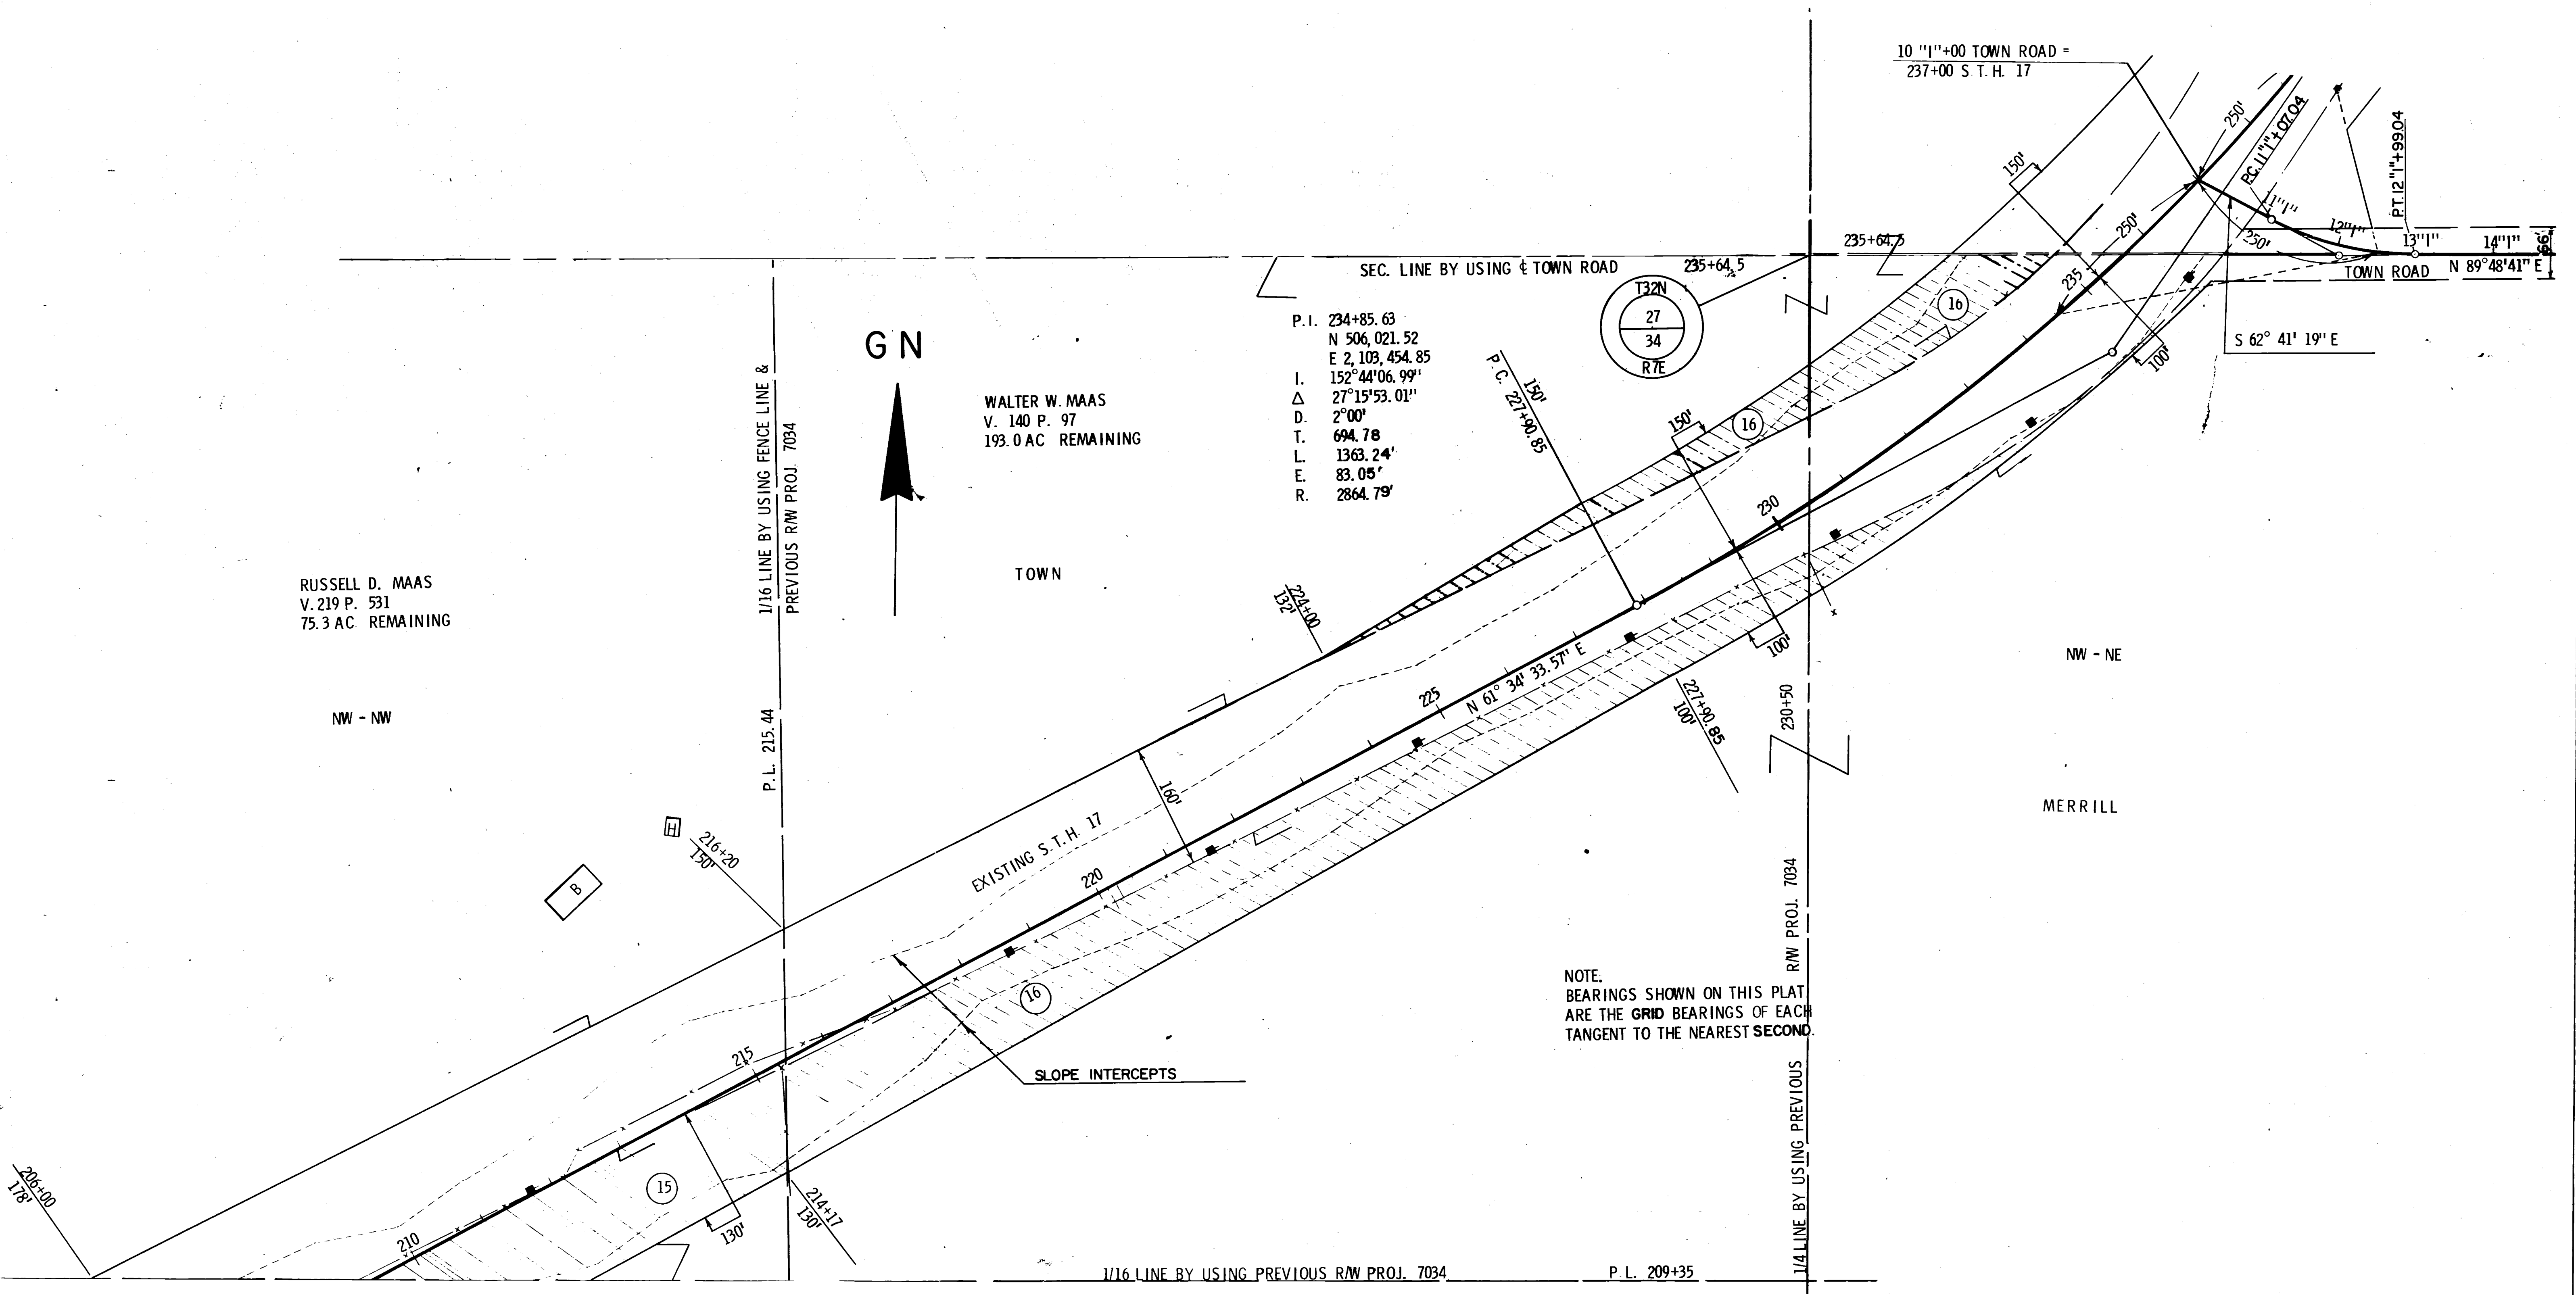 10 "I"+00 TOWN ROAD =
237+00 S.T.H. 17
250'
P.C. 11"I"+07.04
P.T. 12"I"+99.04
150'
250'
11"I"
12"I"
13"I"
14"I"
66'
250'
235+64.5
TOWN ROAD
N 89°48'41" E
SEC. LINE BY USING ℄ TOWN ROAD
235+64.5
235
T32N
27
34
R7E
16
S 62° 41' 19" E
100'
GN
P.I. 234+85.63
N 506,021.52
E 2,103,454.85
I. 152°44'06.99"
Δ 27°15'53.01"
D. 2°00'
T. 694.78
L. 1363.24'
E. 83.05'
R. 2864.79'
150'
P.C. 227+90.85
150'
16
1/16 LINE BY USING FENCE LINE &
PREVIOUS R/W PROJ. 7034
WALTER W. MAAS
V. 140 P. 97
193.0 AC REMAINING
230
TOWN
RUSSELL D. MAAS
V. 219 P. 531
75.3 AC REMAINING
224+00
132'
100'
NW - NE
N 61° 34' 33.57" E
225
227+90.85
100'
230+50
NW - NW
P.L. 215.44
160'
MERRILL
H
216+20
150'
EXISTING S.T.H. 17
B
220
R/W PROJ. 7034
16
NOTE.
BEARINGS SHOWN ON THIS PLAT
ARE THE GRID BEARINGS OF EACH
TANGENT TO THE NEAREST SECOND.
215
SLOPE INTERCEPTS
1/4 LINE BY USING PREVIOUS
206+00
178'
15
214+17
130'
130'
210
1/16 LINE BY USING PREVIOUS R/W PROJ. 7034
P.L. 209+35